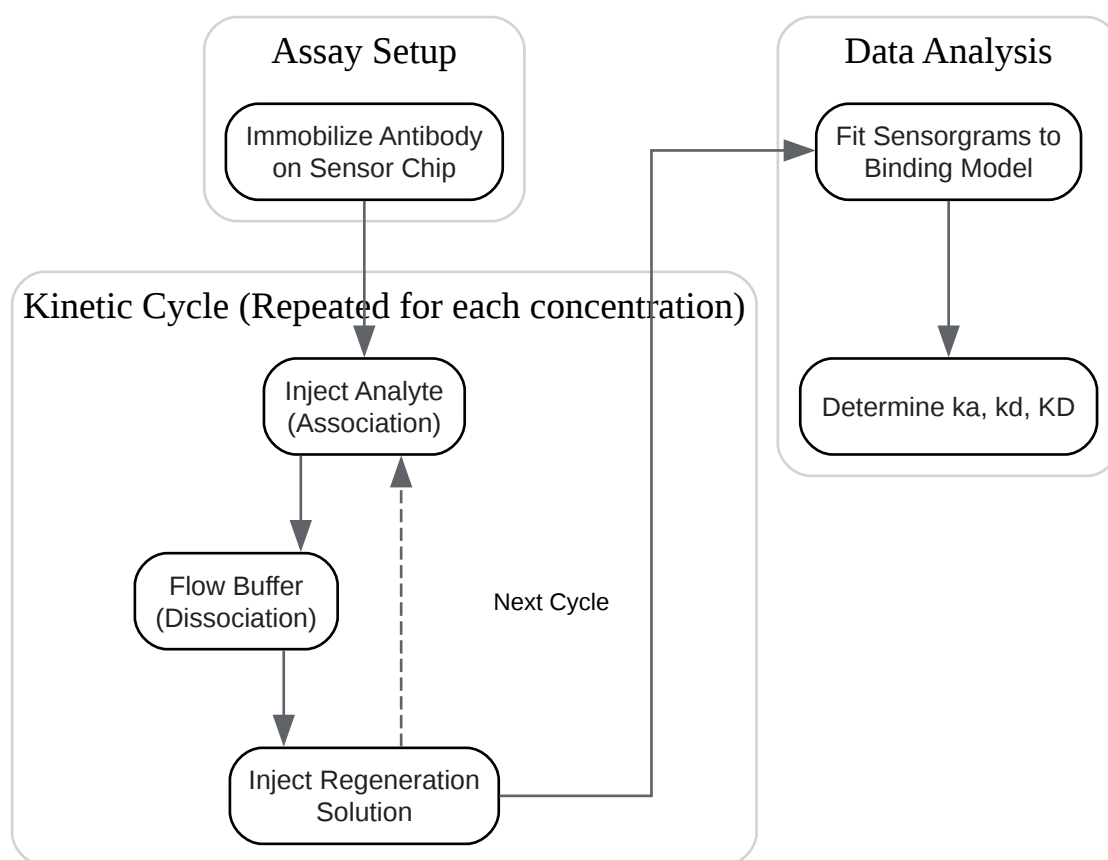 Assay Setup
Immobilize Antibody
on Sensor Chip
Kinetic Cycle (Repeated for each concentration)
Inject Analyte
(Association)
Flow Buffer
(Dissociation)
Next Cycle
Inject Regeneration
Solution
Data Analysis
Fit Sensorgrams to
Binding Model
Determine ka, kd, KD